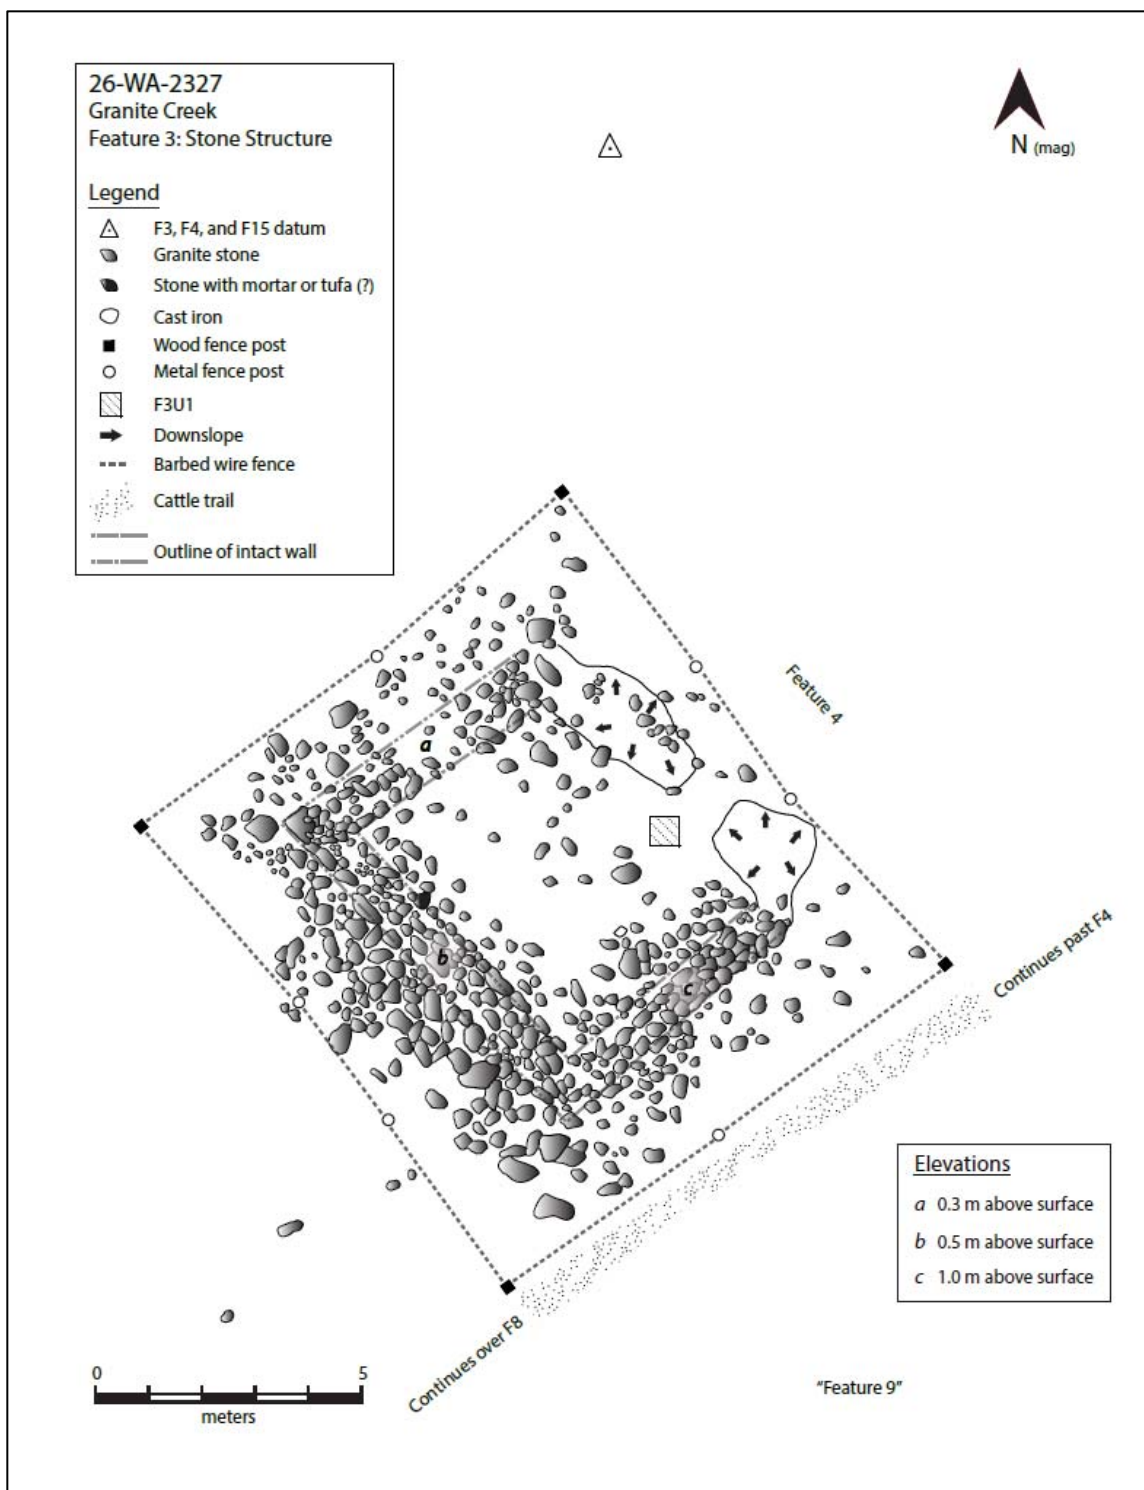 26-WA-2327
Granite Creek
Feature 3: Stone Structure
Legend
F3, F4, and F15 datum
Granite stone
Stone with mortar or tufa (?)
Cast iron
Wood fence post
Metal fence post
F3U1
Downslope
Barbed wire fence
Cattle trail
Outline of intact wall
N (mag)
Feature 4
a
b
c
Continues past F4
Continues over F8
Elevations
a 0.3 m above surface
b 0.5 m above surface
c 1.0 m above surface
"Feature 9"
0 5
meters